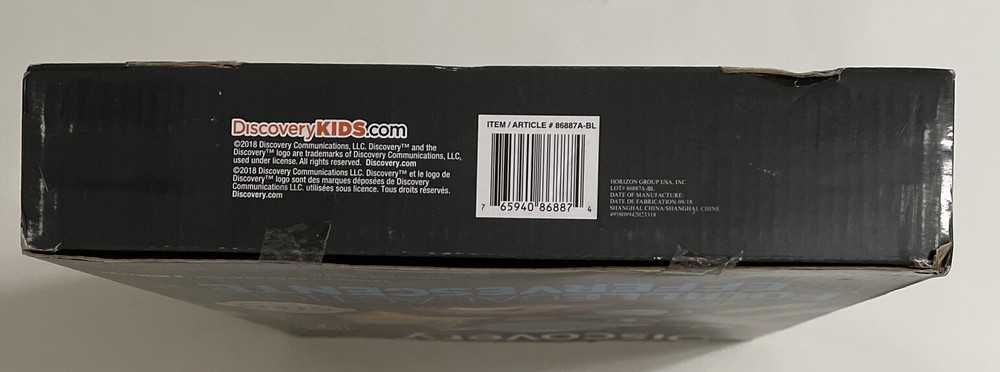 DiscoveryKIDS.com
©2018 Discovery Communications, LLC. Discovery™ and the
Discovery™ logo are trademarks of Discovery Communications, LLC,
used under license. All rights reserved. Discovery.com
©2018 Discovery Communications LLC. Discovery™ et le logo de
Discovery™ logo sont des marques déposées de Discovery
Communications LLC. utilisées sous licence. Tous droits réservés.
Discovery.com
ITEM / ARTICLE # 86887A-BL
7 65940 86887 4
HORIZON GROUP USA, INC
LOT# 86887A-BL
DATE OF MANUFACTURE/
DATE DE FABRICATION 08/18
SHANGHAI, CHINA/SHANGHAI, CHINE
495808942023318
EFFERVESCENTE
DISCOVERY